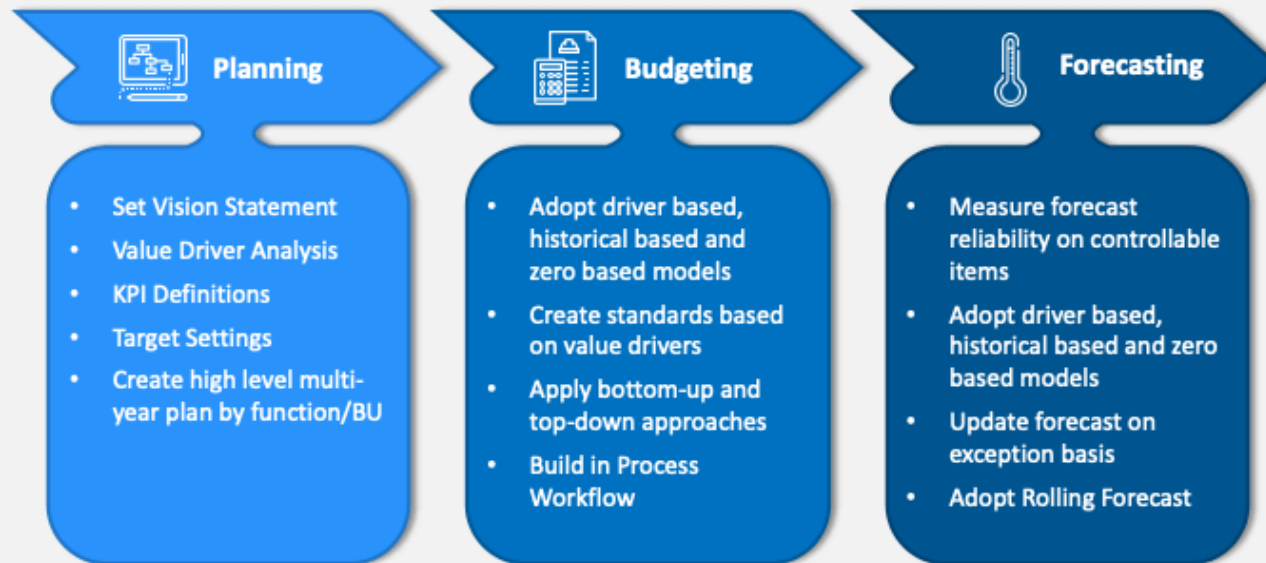 Planning
• Set Vision Statement
• Value Driver Analysis
• KPI Definitions
• Target Settings
• Create high level multi-
year plan by function/BU
Budgeting
• Adopt driver based,
historical based and
zero based models
• Create standards based
on value drivers
• Apply bottom-up and
top-down approaches
• Build in Process
Workflow
Forecasting
• Measure forecast
reliability on controllable
items
• Adopt driver based,
historical based and zero
based models
• Update forecast on
exception basis
• Adopt Rolling Forecast